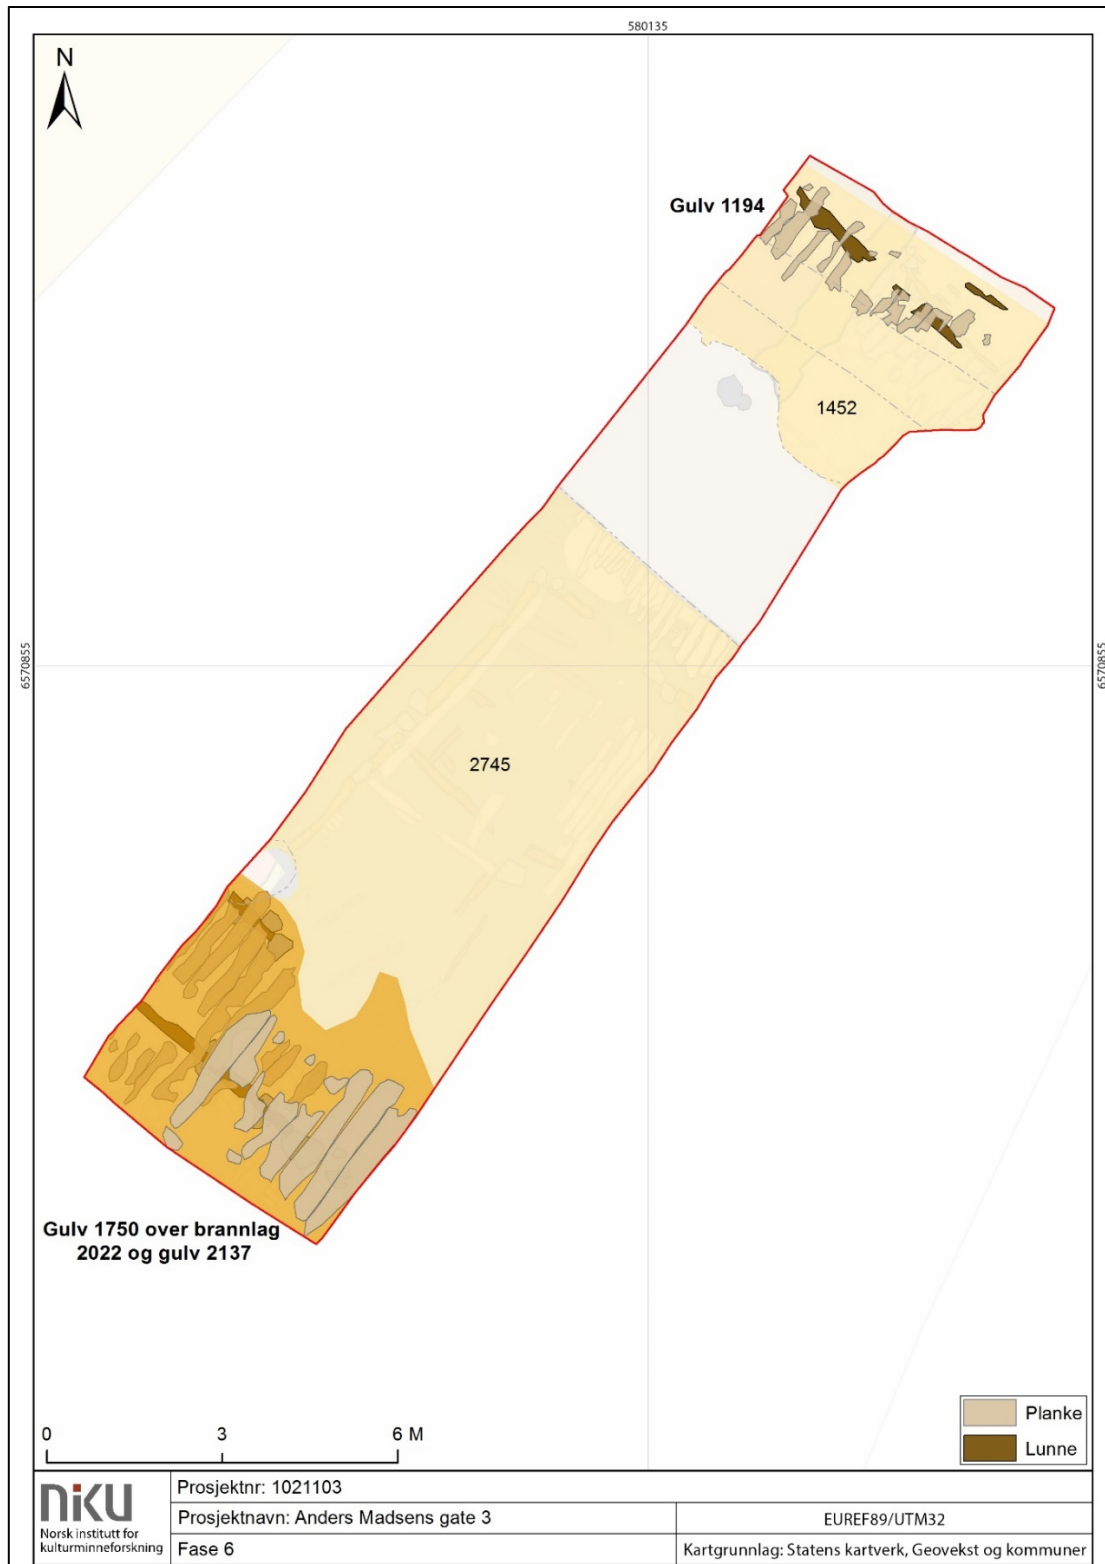 580135
N
Gulv 1194
1452
6570855
6570855
2745
Gulv 1750 over brannlag
2022 og gulv 2137
0 3 6 M
Planke
Lunne
niku
Norsk institutt for
kulturminneforskning
Prosjektnr: 1021103
Prosjektnavn: Anders Madsens gate 3
EUREF89/UTM32
Fase 6
Kartgrunnlag: Statens kartverk, Geovekst og kommuner